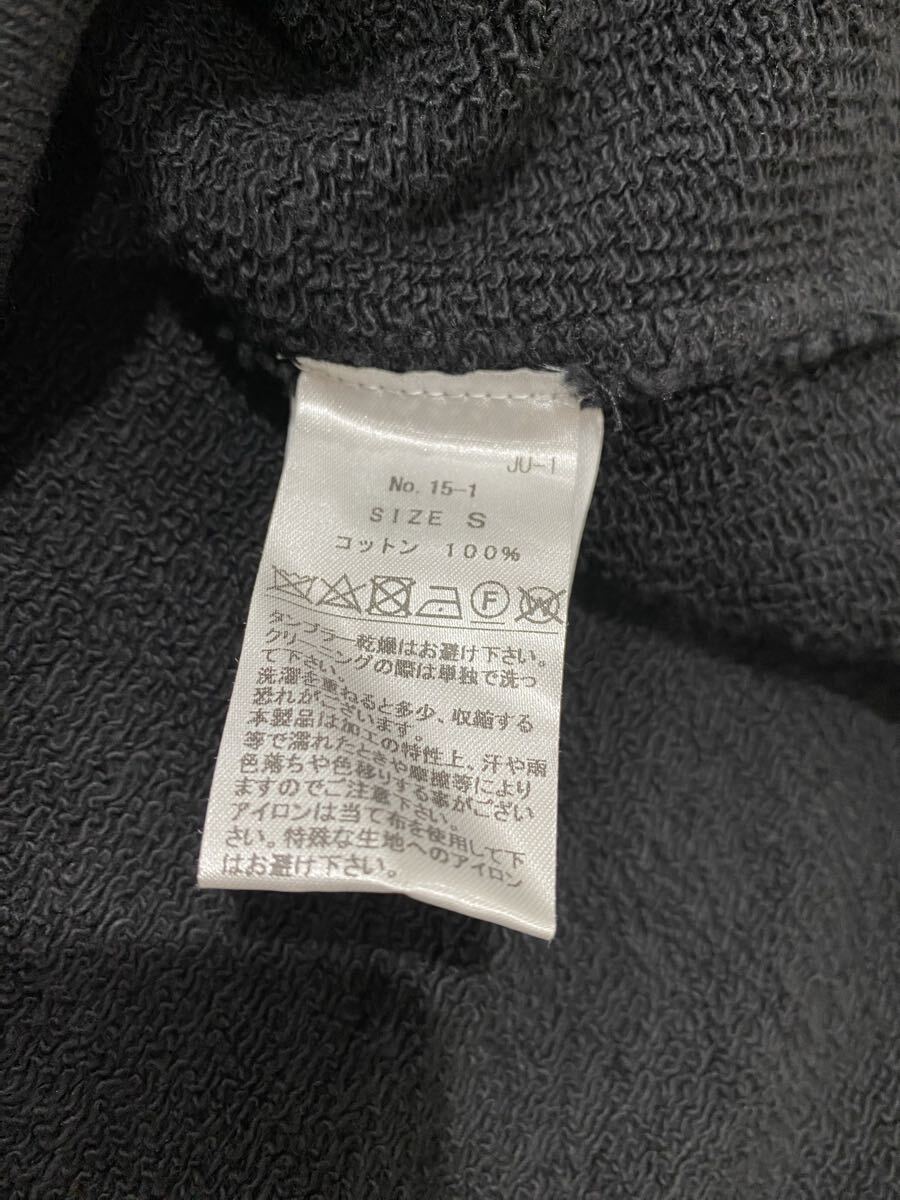 JU-1
No. 15-1
SIZE S
コットン 100%
F W
タンブラー乾燥はお避け下さい。
クリーニングの際は単独で洗っ
て下さい。
洗濯を重ねると多少、収縮する
恐れがございます。
本製品は加工の特性上、汗や雨
等で濡れたときや摩擦等により
色落ちや色移りする事がござい
ますのでご注意下さい。
アイロンは当て布を使用して下
さい。特殊な生地へのアイロン
はお避け下さい。